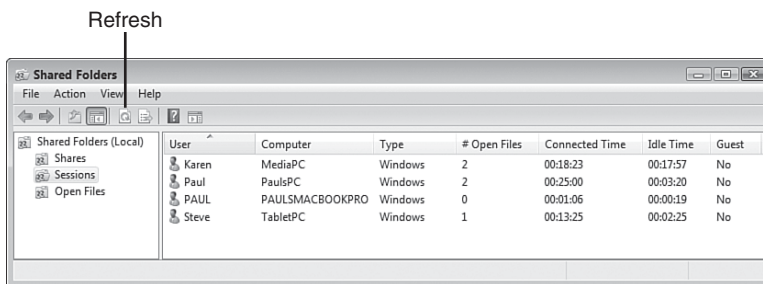 Refresh
Shared Folders
File Action View Help
Shared Folders (Local)
Shares
Sessions
Open Files
User Computer Type # Open Files Connected Time Idle Time Guest
Karen MediaPC Windows 2 00:18:23 00:17:57 No
Paul PaulsPC Windows 2 00:25:00 00:03:20 No
PAUL PAULSMACBOOKPRO Windows 0 00:01:06 00:00:19 No
Steve TabletPC Windows 1 00:13:25 00:02:25 No